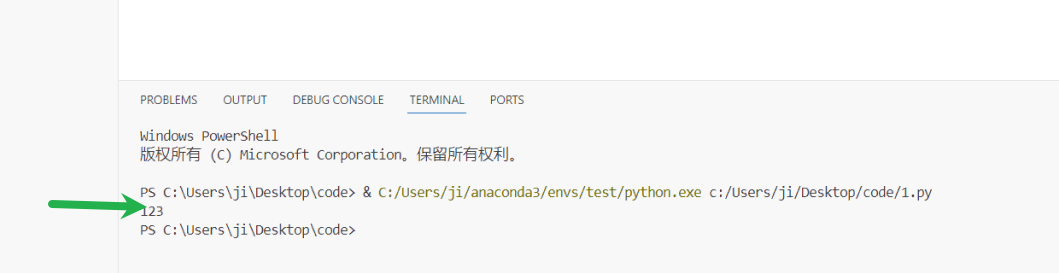 PROBLEMS OUTPUT DEBUG CONSOLE TERMINAL PORTS
Windows PowerShell
版权所有 (C) Microsoft Corporation。保留所有权利。
PS C:\Users\ji\Desktop\code> & C:/Users/ji/anaconda3/envs/test/python.exe c:/Users/ji/Desktop/code/1.py
123
PS C:\Users\ji\Desktop\code>